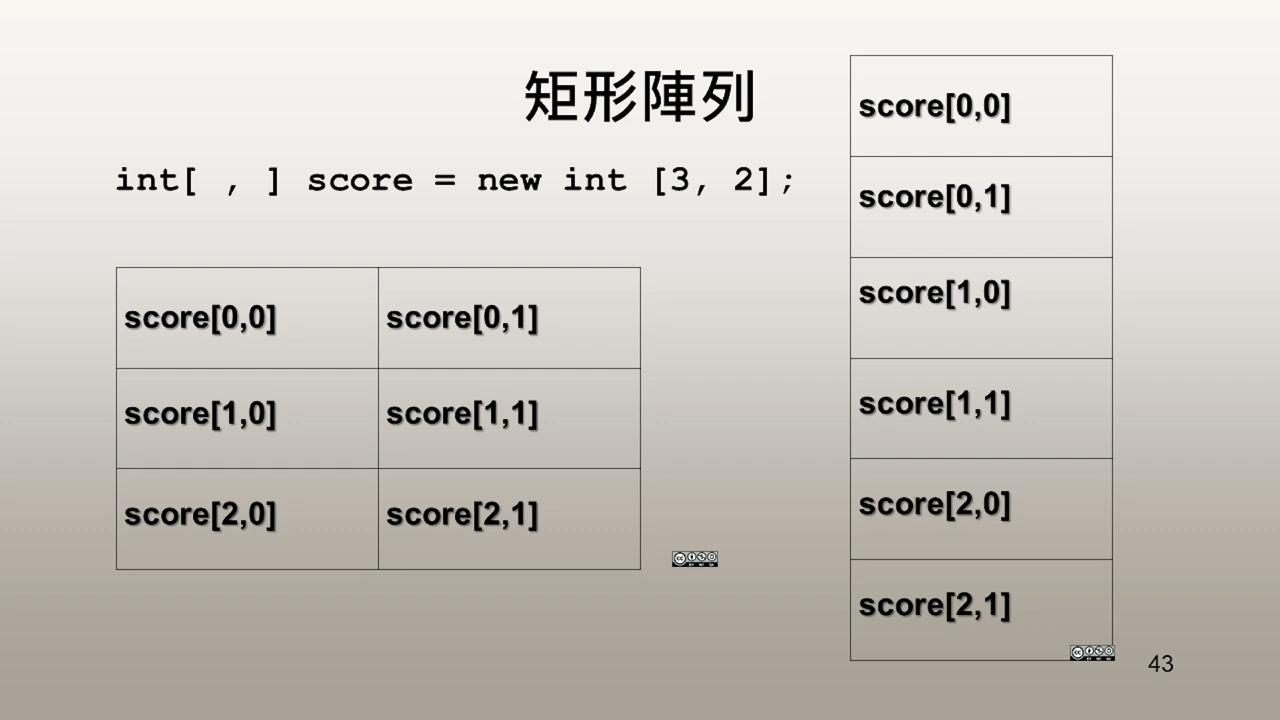 矩形陣列
int[ , ] score = new int [3, 2];
score[0,0] score[0,1]
score[1,0] score[1,1]
score[2,0] score[2,1]
score[0,0]
score[0,1]
score[1,0]
score[1,1]
score[2,0]
score[2,1]
43